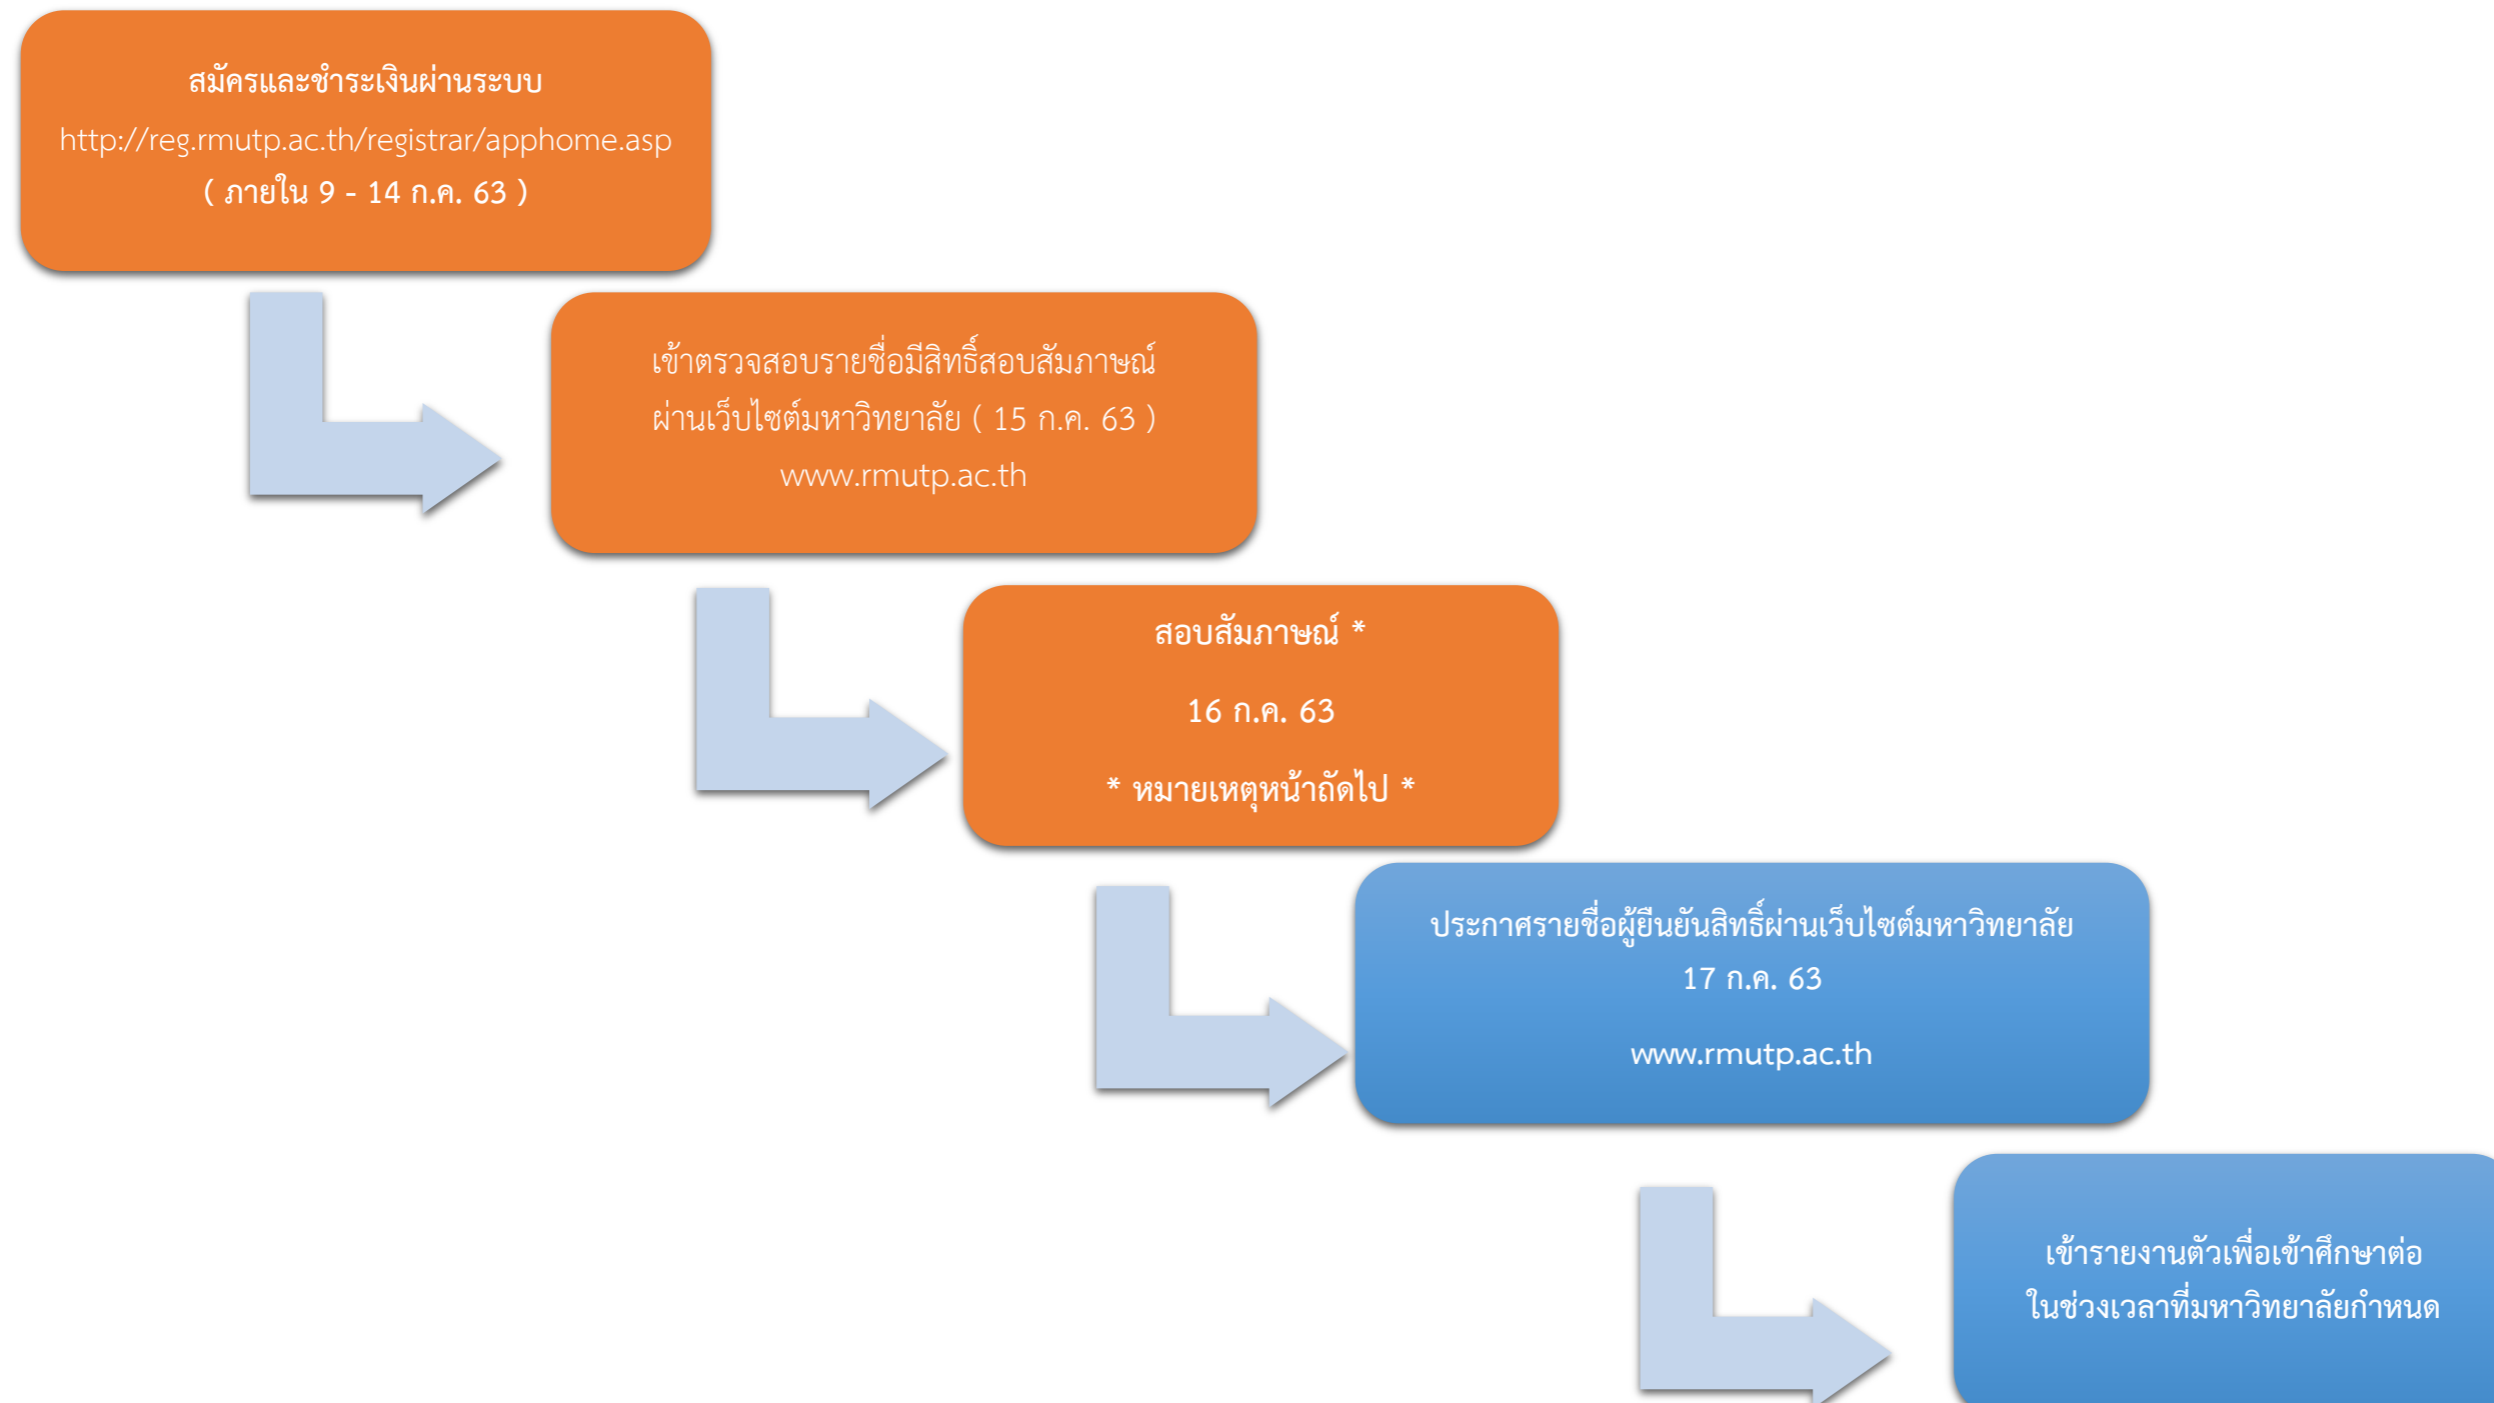 สมัครและชำระเงินผ่านระบบ
http://reg.rmutp.ac.th/registrar/apphome.asp
( ภายใน 9 - 14 ก.ค. 63 )
เข้าตรวจสอบรายชื่อมีสิทธิ์สอบสัมภาษณ์
ผ่านเว็บไซต์มหาวิทยาลัย ( 15 ก.ค. 63 )
www.rmutp.ac.th
สอบสัมภาษณ์ *
16 ก.ค. 63
* หมายเหตุหน้าถัดไป *
ประกาศรายชื่อผู้ยืนยันสิทธิ์ผ่านเว็บไซต์มหาวิทยาลัย
17 ก.ค. 63
www.rmutp.ac.th
เข้ารายงานตัวเพื่อเข้าศึกษาต่อ
ในช่วงเวลาที่มหาวิทยาลัยกำหนด